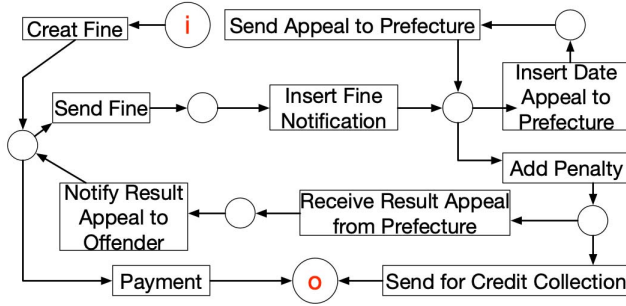 Creat Fine
i
Send Appeal to Prefecture
Send Fine
Insert Fine
Notification
Insert Date
Appeal to
Prefecture
Add Penalty
Notify Result
Appeal to
Offender
Receive Result Appeal
from Prefecture
Payment
o
Send for Credit Collection